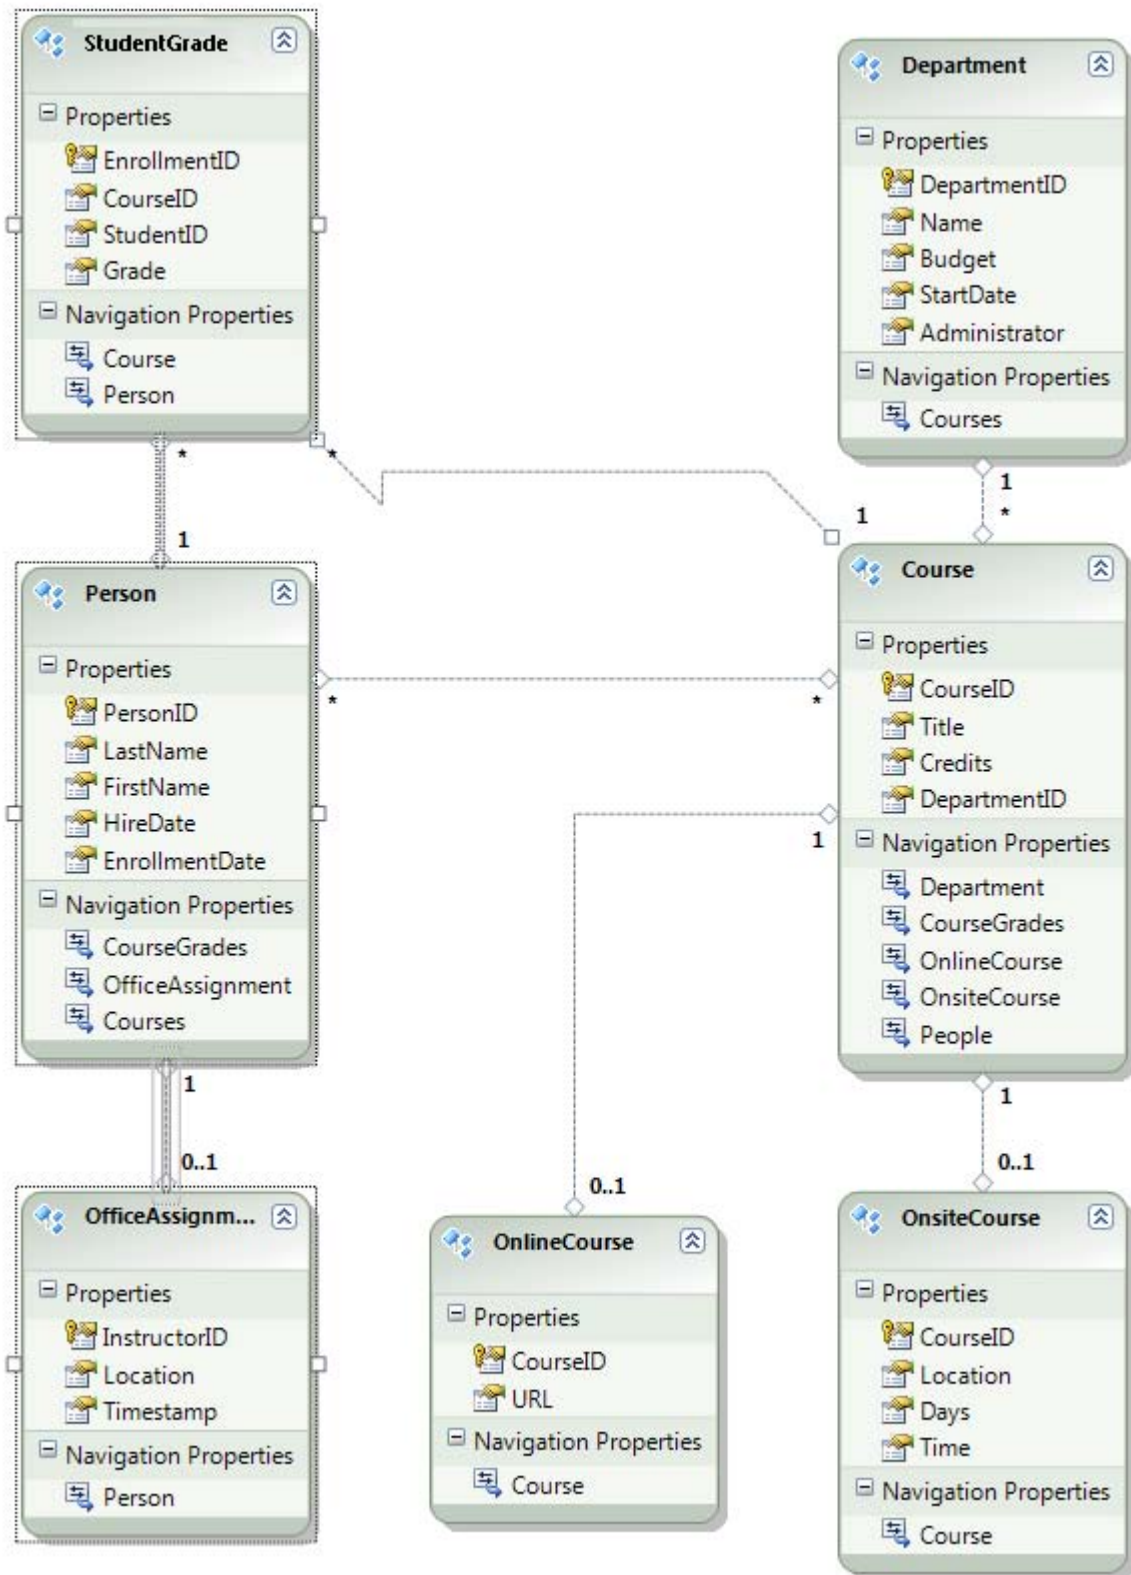 StudentGrade
Properties
EnrollmentID
CourseID
StudentID
Grade
Navigation Properties
Course
Person
*
*
1
Department
Properties
DepartmentID
Name
Budget
StartDate
Administrator
Navigation Properties
Courses
1
*
1
Person
Properties
PersonID
LastName
FirstName
HireDate
EnrollmentDate
Navigation Properties
CourseGrades
OfficeAssignment
Courses
*
*
1
1
0..1
Course
Properties
CourseID
Title
Credits
DepartmentID
Navigation Properties
Department
CourseGrades
OnlineCourse
OnsiteCourse
People
1
0..1
OfficeAssignm...
Properties
InstructorID
Location
Timestamp
Navigation Properties
Person
0..1
OnlineCourse
Properties
CourseID
URL
Navigation Properties
Course
OnsiteCourse
Properties
CourseID
Location
Days
Time
Navigation Properties
Course